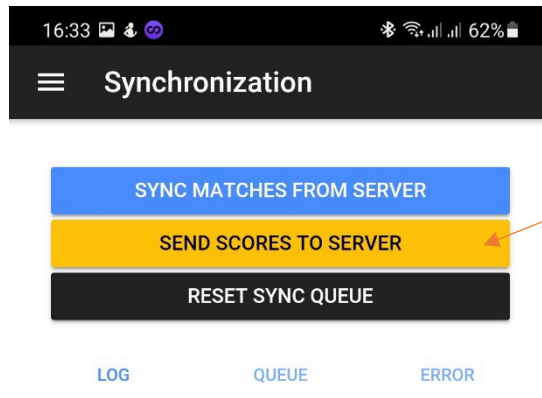 16:33 62%
Synchronization
SYNC MATCHES FROM SERVER
SEND SCORES TO SERVER
RESET SYNC QUEUE
LOG QUEUE ERROR